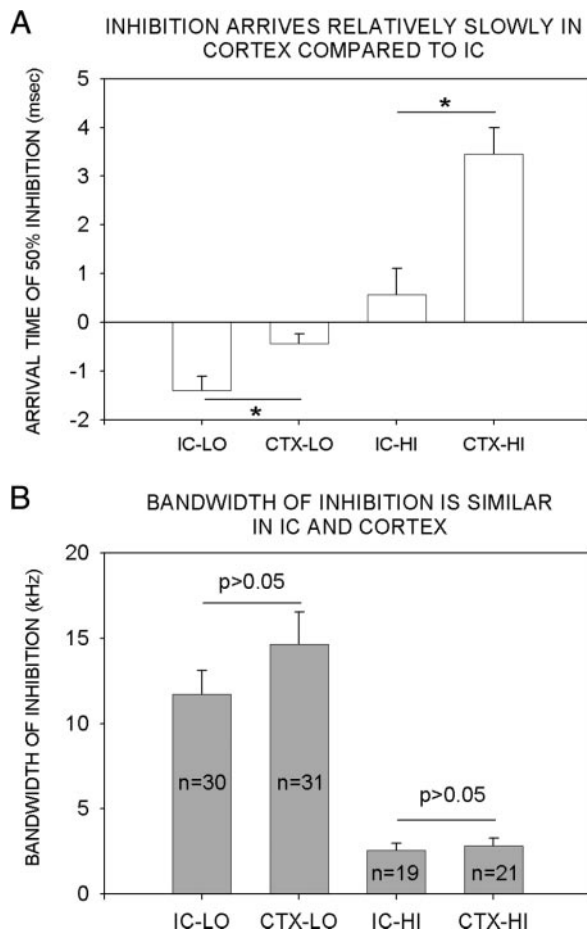 A
INHIBITION ARRIVES RELATIVELY SLOWLY IN
CORTEX COMPARED TO IC
ARRIVAL TIME OF 50% INHIBITION (msec)
5
4
3
2
1
0
-1
-2
*
*
IC-LO CTX-LO IC-HI CTX-HI
B
BANDWIDTH OF INHIBITION IS SIMILAR
IN IC AND CORTEX
BANDWIDTH OF INHIBITION (kHz)
20
15
10
5
0
p>0.05
p>0.05
n=30 n=31 n=19 n=21
IC-LO CTX-LO IC-HI CTX-HI